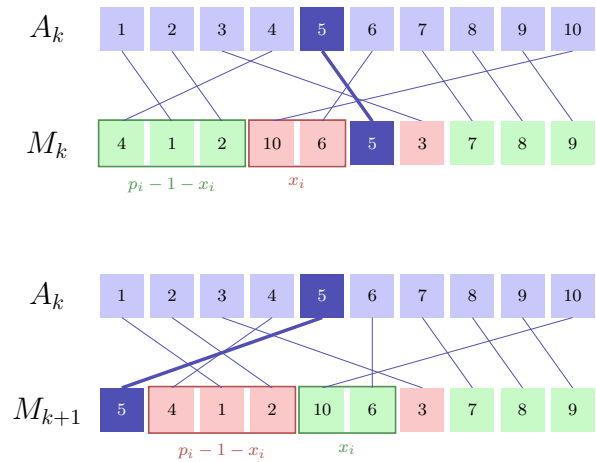 A_k 1 2 3 4 5 6 7 8 9 10
M_k 4 1 2 10 6 5 3 7 8 9
p_i − 1 − x_i x_i
A_k 1 2 3 4 5 6 7 8 9 10
M_{k+1} 5 4 1 2 10 6 3 7 8 9
p_i − 1 − x_i x_i